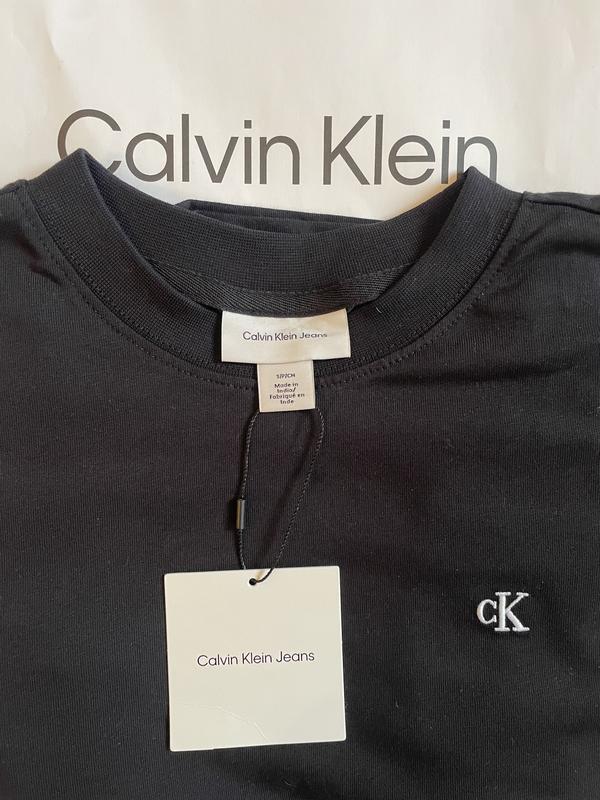 Calvin Klein
Calvin Klein Jeans
S/P/CH
Made in
India/
Fabriqué en
Inde
cK
Calvin Klein Jeans